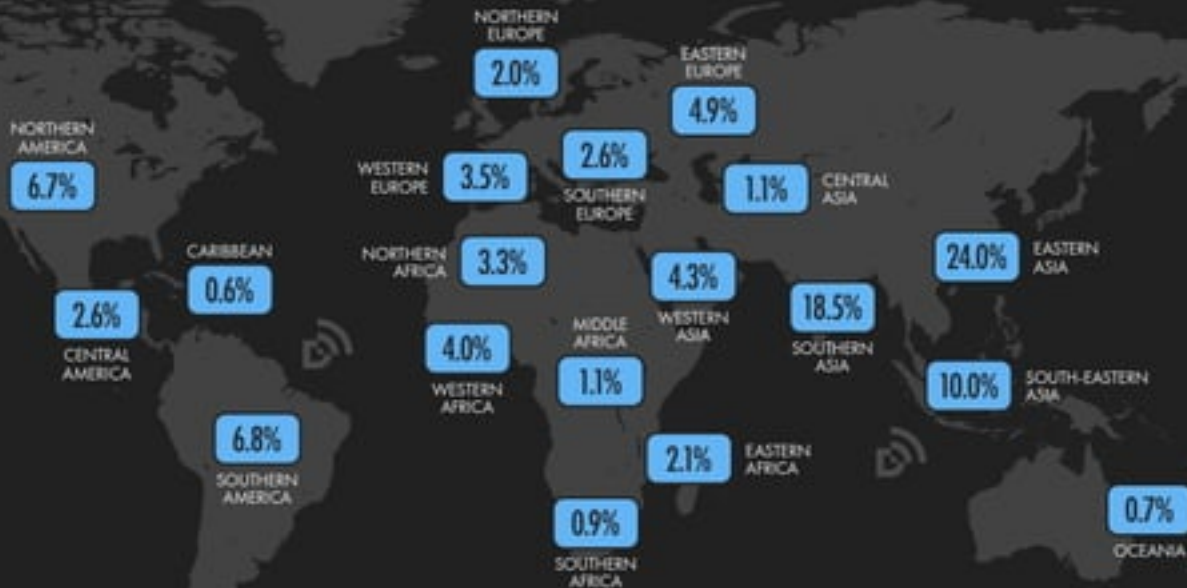 NORTHERN
EUROPE
2.0%
EASTERN
EUROPE
4.9%
NORTHERN
AMERICA
6.7%
2.6%
SOUTHERN
EUROPE
WESTERN
EUROPE
3.5%
1.1%
CENTRAL
ASIA
CARIBBEAN
0.6%
NORTHERN
AFRICA
3.3%
4.3%
WESTERN
ASIA
24.0%
EASTERN
ASIA
2.6%
CENTRAL
AMERICA
18.5%
SOUTHERN
ASIA
4.0%
WESTERN
AFRICA
MIDDLE
AFRICA
1.1%
10.0%
SOUTH-EASTERN
ASIA
6.8%
SOUTHERN
AMERICA
2.1%
EASTERN
AFRICA
0.9%
SOUTHERN
AFRICA
0.7%
OCEANIA